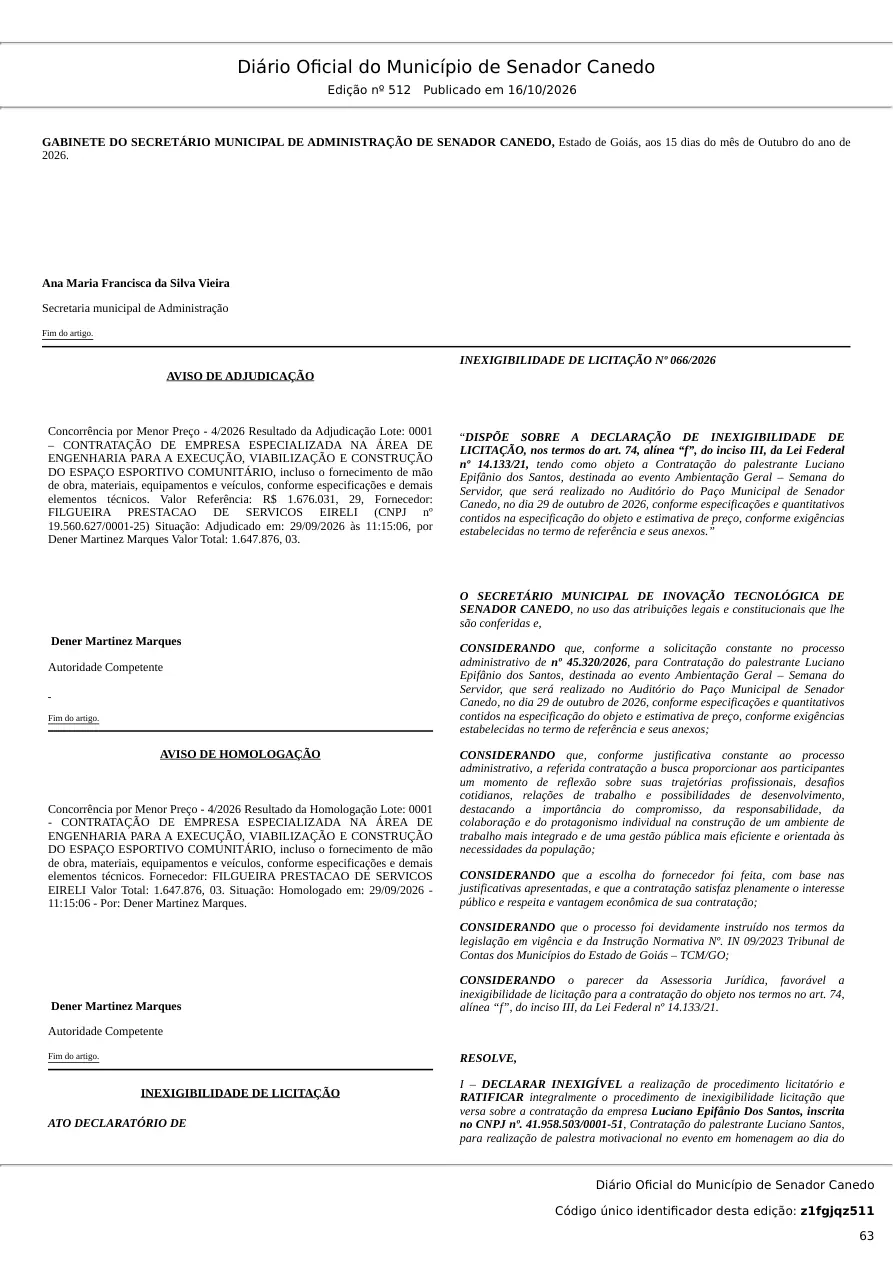 Diário Oficial do Município de Senador Canedo
Edição nº 512 Publicado em 16/10/2026
GABINETE DO SECRETÁRIO MUNICIPAL DE ADMINISTRAÇÃO DE SENADOR CANEDO, Estado de Goiás, aos 15 dias do mês de Outubro do ano de
2026.
Ana Maria Francisca da Silva Vieira
Secretaria municipal de Administração
Fim do artigo.
AVISO DE ADJUDICAÇÃO
Concorrência por Menor Preço - 4/2026 Resultado da Adjudicação Lote: 0001
– CONTRATAÇÃO DE EMPRESA ESPECIALIZADA NA ÁREA DE
ENGENHARIA PARA A EXECUÇÃO, VIABILIZAÇÃO E CONSTRUÇÃO
DO ESPAÇO ESPORTIVO COMUNITÁRIO, incluso o fornecimento de mão
de obra, materiais, equipamentos e veículos, conforme especificações e demais
elementos técnicos. Valor Referência: R$ 1.676.031, 29, Fornecedor:
FILGUEIRA PRESTACAO DE SERVICOS EIRELI (CNPJ nº
19.560.627/0001-25) Situação: Adjudicado em: 29/09/2026 às 11:15:06, por
Dener Martinez Marques Valor Total: 1.647.876, 03.
Dener Martinez Marques
Autoridade Competente
-
Fim do artigo.
AVISO DE HOMOLOGAÇÃO
Concorrência por Menor Preço - 4/2026 Resultado da Homologação Lote: 0001
- CONTRATAÇÃO DE EMPRESA ESPECIALIZADA NA ÁREA DE
ENGENHARIA PARA A EXECUÇÃO, VIABILIZAÇÃO E CONSTRUÇÃO
DO ESPAÇO ESPORTIVO COMUNITÁRIO, incluso o fornecimento de mão
de obra, materiais, equipamentos e veículos, conforme especificações e demais
elementos técnicos. Fornecedor: FILGUEIRA PRESTACAO DE SERVICOS
EIRELI Valor Total: 1.647.876, 03. Situação: Homologado em: 29/09/2026 -
11:15:06 - Por: Dener Martinez Marques.
Dener Martinez Marques
Autoridade Competente
Fim do artigo.
INEXIGIBILIDADE DE LICITAÇÃO
ATO DECLARATÓRIO DE
INEXIGIBILIDADE DE LICITAÇÃO Nº 066/2026
“DISPÕE SOBRE A DECLARAÇÃO DE INEXIGIBILIDADE DE
LICITAÇÃO, nos termos do art. 74, alínea “f”, do inciso III, da Lei Federal
nº 14.133/21, tendo como objeto a Contratação do palestrante Luciano
Epifânio dos Santos, destinada ao evento Ambientação Geral – Semana do
Servidor, que será realizado no Auditório do Paço Municipal de Senador
Canedo, no dia 29 de outubro de 2026, conforme especificações e quantitativos
contidos na especificação do objeto e estimativa de preço, conforme exigências
estabelecidas no termo de referência e seus anexos.”
O SECRETÁRIO MUNICIPAL DE INOVAÇÃO TECNOLÓGICA DE
SENADOR CANEDO, no uso das atribuições legais e constitucionais que lhe
são conferidas e,
CONSIDERANDO que, conforme a solicitação constante no processo
administrativo de nº 45.320/2026, para Contratação do palestrante Luciano
Epifânio dos Santos, destinada ao evento Ambientação Geral – Semana do
Servidor, que será realizado no Auditório do Paço Municipal de Senador
Canedo, no dia 29 de outubro de 2026, conforme especificações e quantitativos
contidos na especificação do objeto e estimativa de preço, conforme exigências
estabelecidas no termo de referência e seus anexos;
CONSIDERANDO que, conforme justificativa constante ao processo
administrativo, a referida contratação a busca proporcionar aos participantes
um momento de reflexão sobre suas trajetórias profissionais, desafios
cotidianos, relações de trabalho e possibilidades de desenvolvimento,
destacando a importância do compromisso, da responsabilidade, da
colaboração e do protagonismo individual na construção de um ambiente de
trabalho mais integrado e de uma gestão pública mais eficiente e orientada às
necessidades da população;
CONSIDERANDO que a escolha do fornecedor foi feita, com base nas
justificativas apresentadas, e que a contratação satisfaz plenamente o interesse
público e respeita e vantagem econômica de sua contratação;
CONSIDERANDO que o processo foi devidamente instruído nos termos da
legislação em vigência e da Instrução Normativa Nº. IN 09/2023 Tribunal de
Contas dos Municípios do Estado de Goiás – TCM/GO;
CONSIDERANDO o parecer da Assessoria Jurídica, favorável a
inexigibilidade de licitação para a contratação do objeto nos termos no art. 74,
alínea “f”, do inciso III, da Lei Federal nº 14.133/21.
RESOLVE,
I – DECLARAR INEXIGÍVEL a realização de procedimento licitatório e
RATIFICAR integralmente o procedimento de inexigibilidade licitação que
versa sobre a contratação da empresa Luciano Epifânio Dos Santos, inscrita
no CNPJ nº. 41.958.503/0001-51, Contratação do palestrante Luciano Santos,
para realização de palestra motivacional no evento em homenagem ao dia do
Diário Oficial do Município de Senador Canedo
Código único identificador desta edição: z1fgjqz511
63